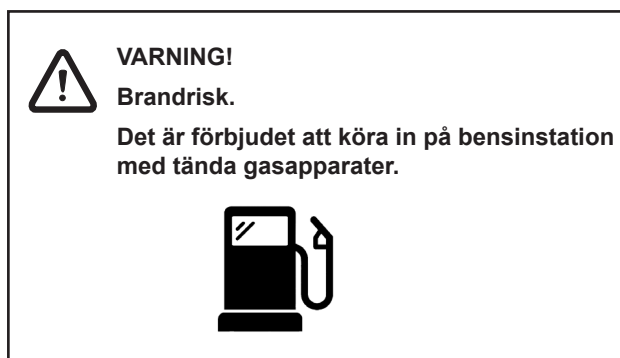 VARNING!
Brandrisk.
Det är förbjudet att köra in på bensinstation
med tända gasapparater.